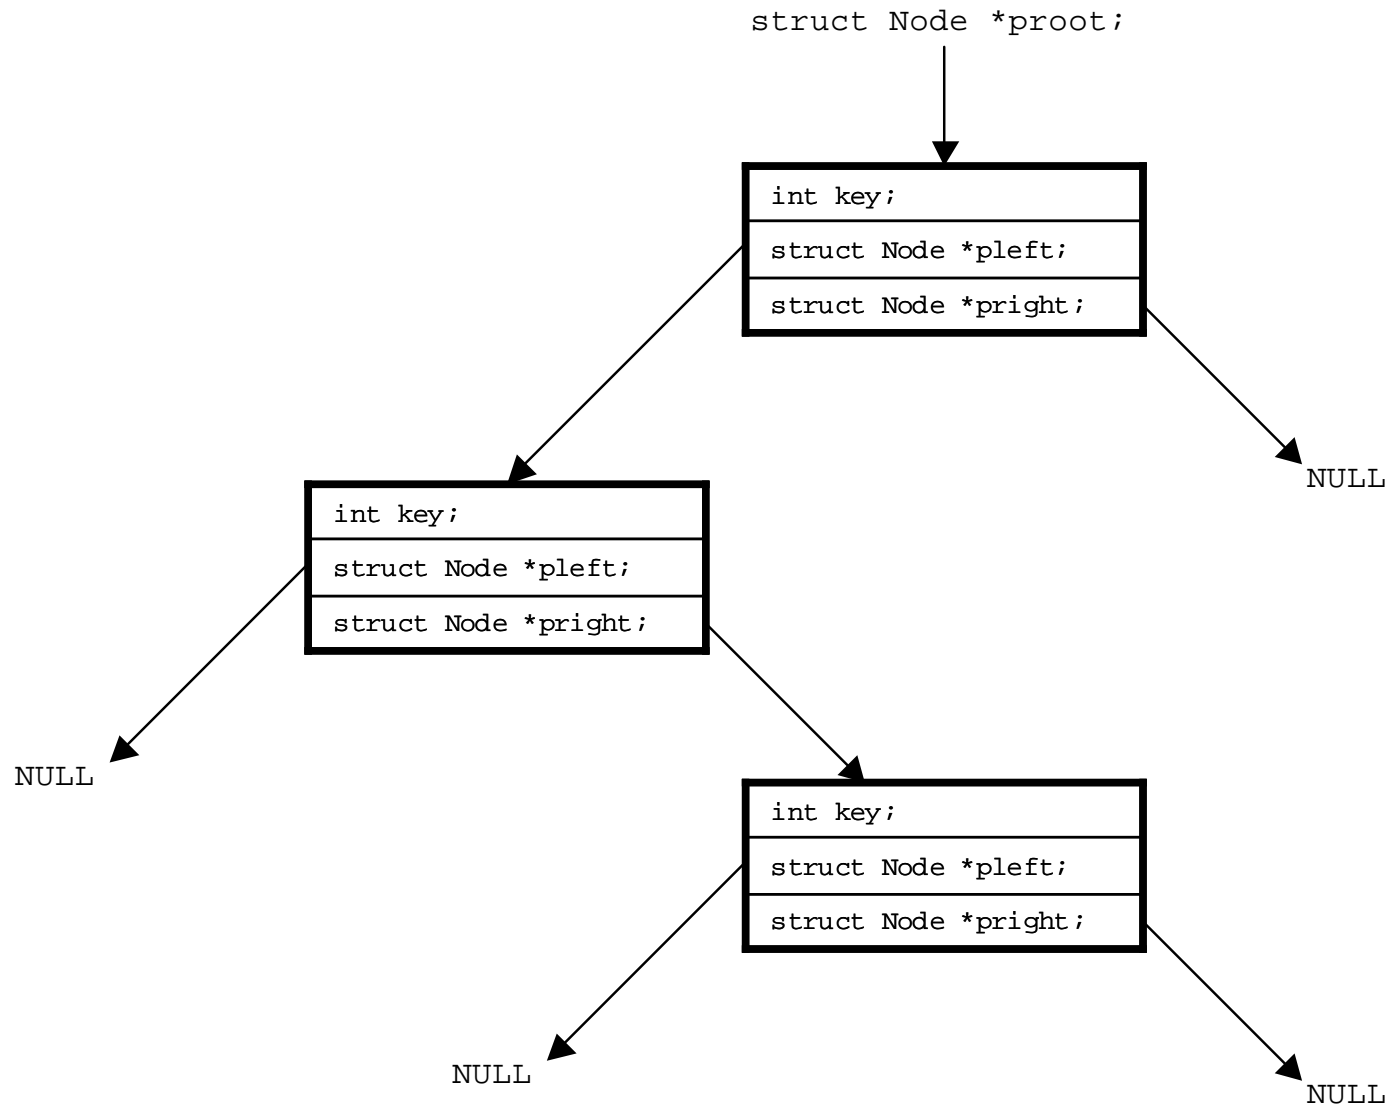 struct Node *proot;
int key;
struct Node *pleft;
struct Node *pright;
NULL
int key;
struct Node *pleft;
struct Node *pright;
NULL
int key;
struct Node *pleft;
struct Node *pright;
NULL
NULL